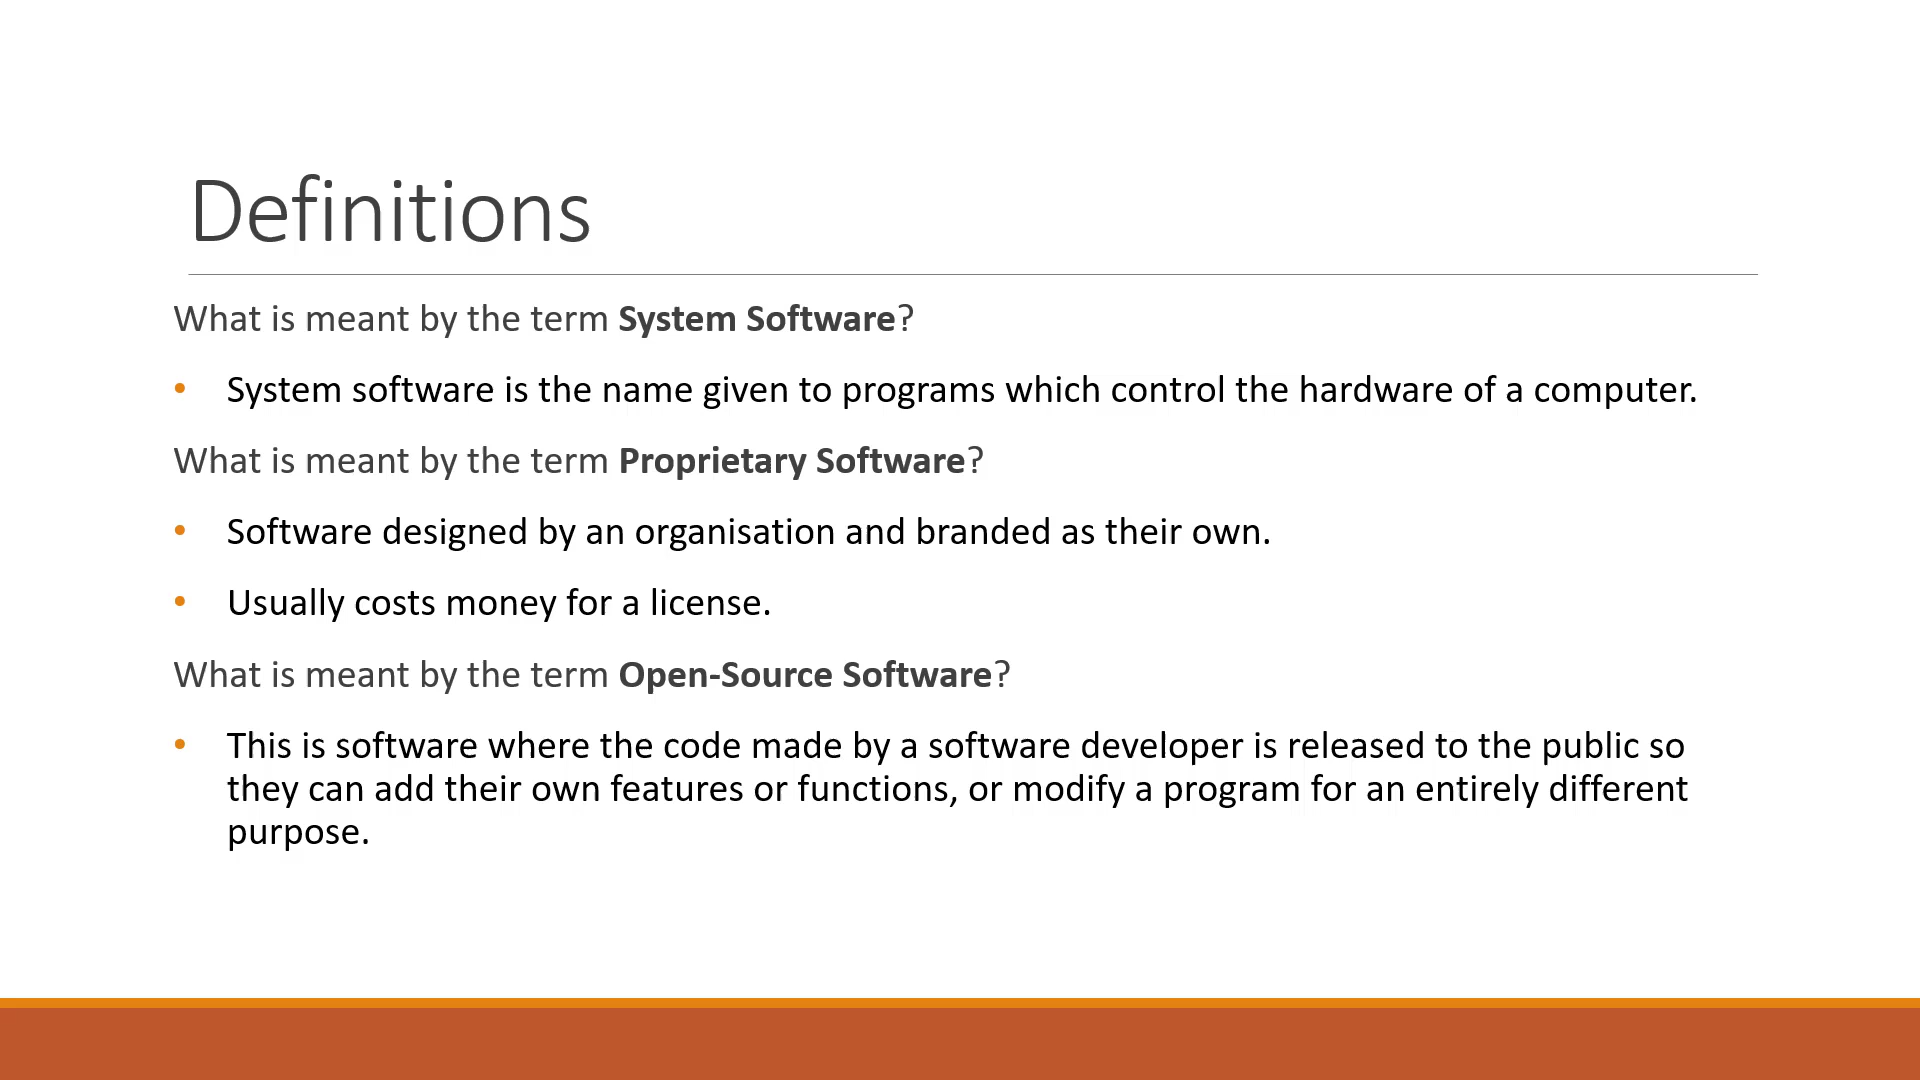 Definitions
What is meant by the term System Software?
• System software is the name given to programs which control the hardware of a computer.
What is meant by the term Proprietary Software?
• Software designed by an organisation and branded as their own.
• Usually costs money for a license.
What is meant by the term Open-Source Software?
• This is software where the code made by a software developer is released to the public so
they can add their own features or functions, or modify a program for an entirely different
purpose.